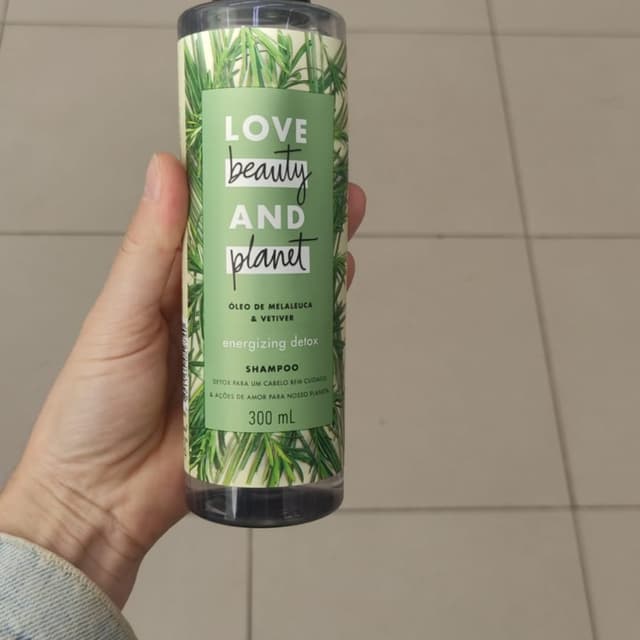 LOVE
beauty
AND
planet
ÓLEO DE MELALEUCA
& VETIVER
energizing detox
SHAMPOO
DETOX PARA UM CABELO BEM CUIDADO
& AÇÕES DE AMOR PARA NOSSO PLANETA
300 mL